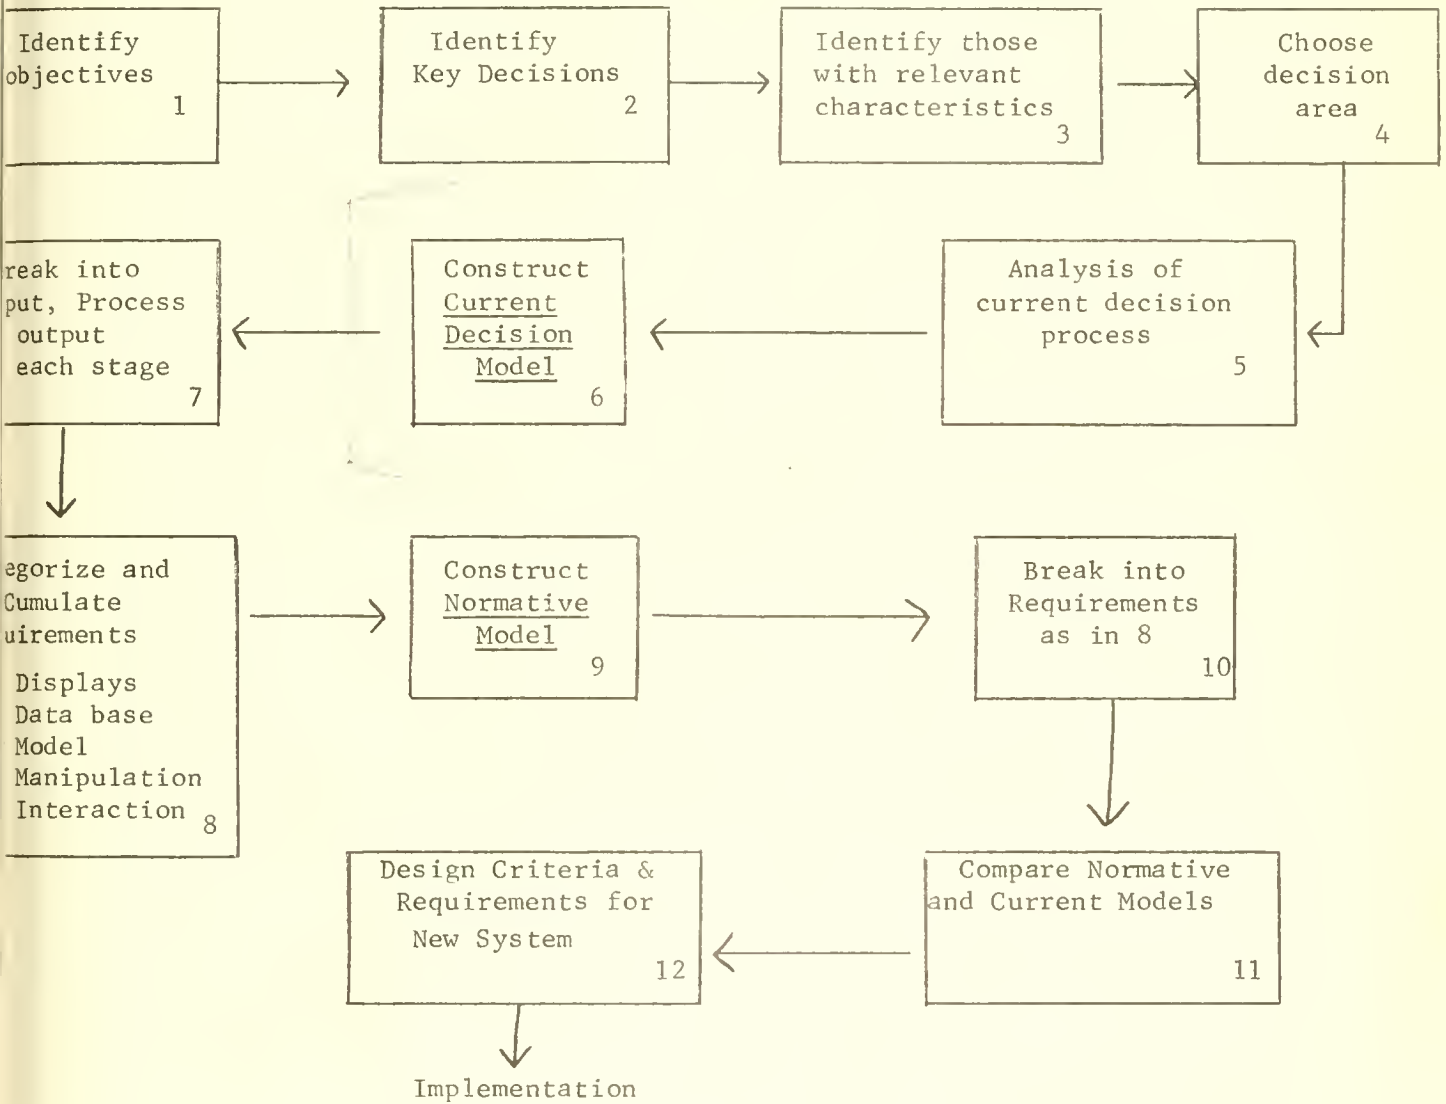 Identify
objectives
1
Identify
Key Decisions
2
Identify those
with relevant
characteristics
3
Choose
decision
area
4
reak into
put, Process
output
each stage
7
Construct
Current
Decision
Model
6
Analysis of
current decision
process
5
egorize and
Cumulate
uirements
Displays
Data base
Model
Manipulation
Interaction
8
Construct
Normative
Model
9
Break into
Requirements
as in 8
10
Design Criteria &
Requirements for
New System
12
Compare Normative
and Current Models
11
Implementation